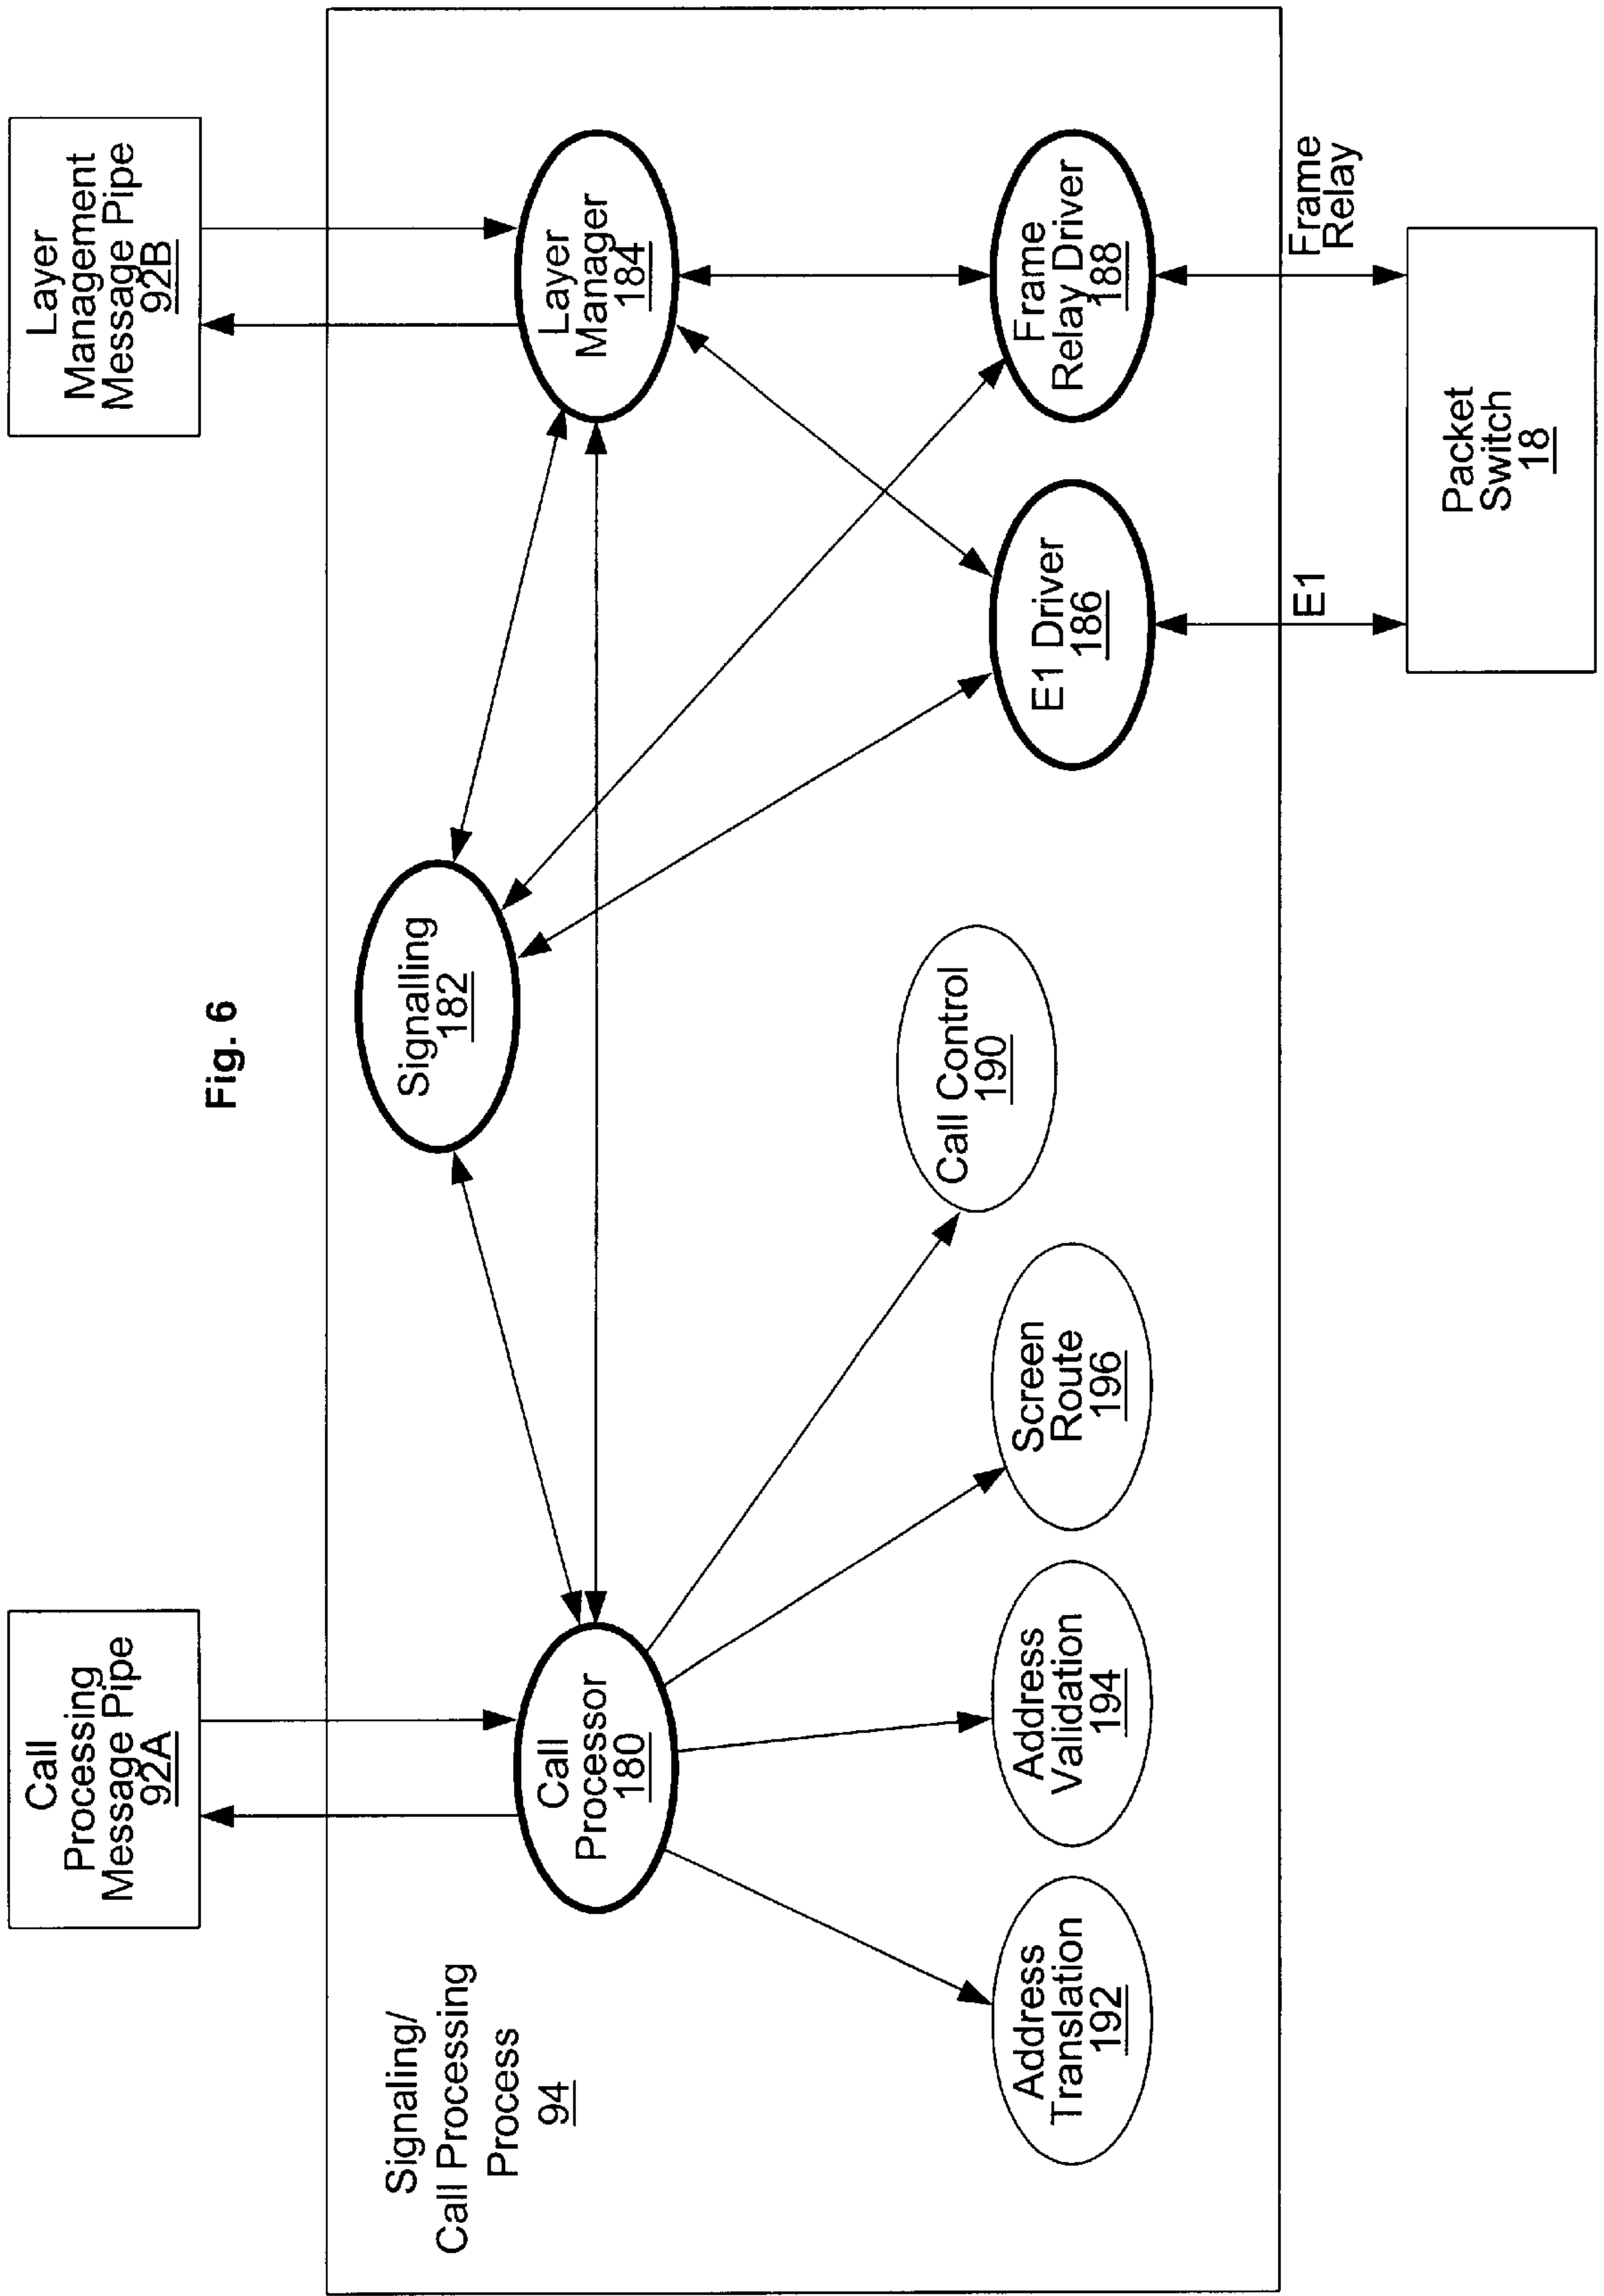 Fig. 6
Call
Processing
Message Pipe
92A
Layer
Management
Message Pipe
92B
Signaling/
Call Processing
Process
94
Signalling
182
Call
Processor
180
Layer
Manager
184
Call Control
190
Address
Translation
192
Address
Validation
194
Screen
Route
196
E1 Driver
186
Frame
Relay Driver
188
E1
Frame
Relay
Packet
Switch
18